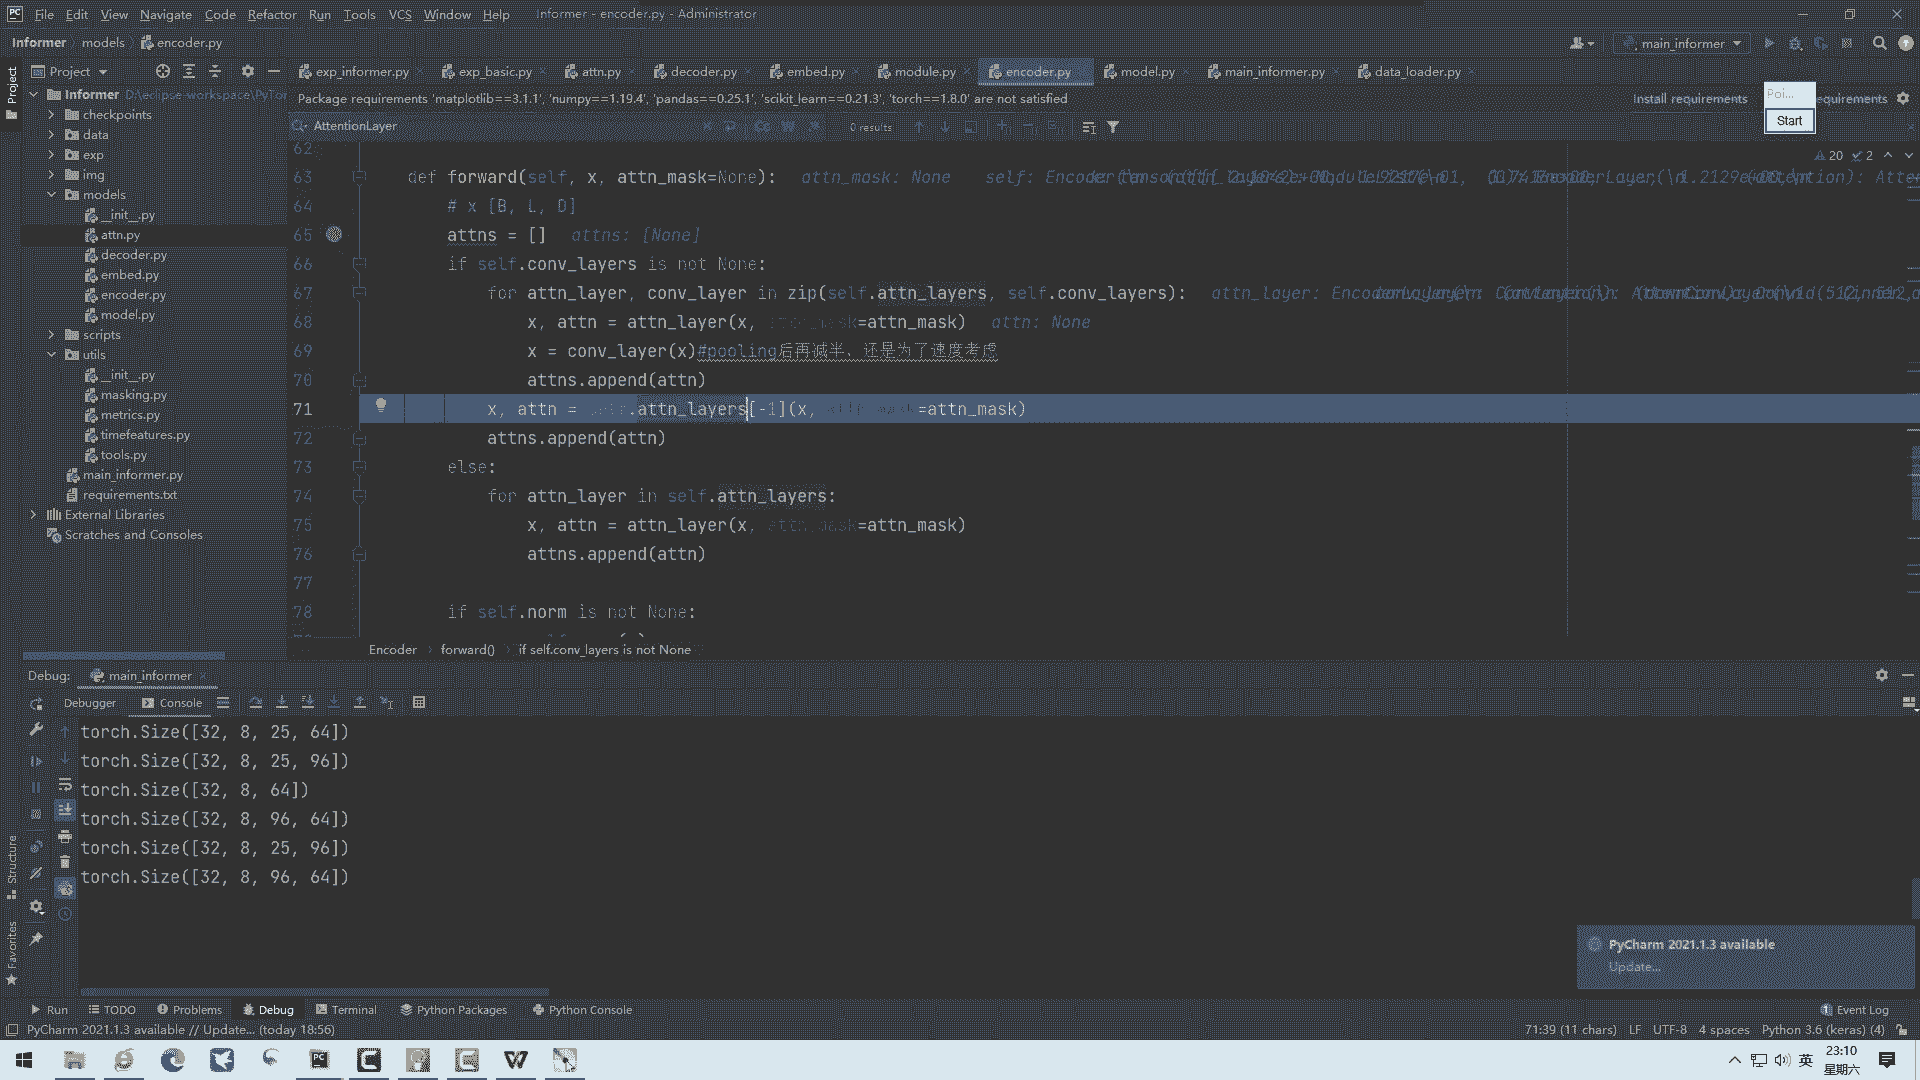 File Edit View Navigate Code Refactor Run Tools VCS Window Help Informer - encoder.py - Administrator
Informer models encoder.py
main_informer
Project
exp_informer.py exp_basic.py attn.py decoder.py embed.py module.py encoder.py model.py main_informer.py data_loader.py
Package requirements 'matplotlib==3.1.1', 'numpy==1.19.4', 'pandas==0.25.1', 'scikit_learn==0.21.3', 'torch==1.8.0' are not satisfied
Install requirements
Poi...
Start
AttentionLayer
Cc W
0 results
20 2
Informer D:\eclipse-workspace\PyTor
checkpoints
data
exp
img
models
__init__.py
attn.py
decoder.py
embed.py
encoder.py
model.py
scripts
utils
__init__.py
masking.py
metrics.py
timefeatures.py
tools.py
main_informer.py
requirements.txt
External Libraries
Scratches and Consoles
62
63 def forward(self, x, attn_mask=None): attn_mask: None
64 # x [B, L, D]
65 attns = [] attns: [None]
66 if self.conv_layers is not None:
67 for attn_layer, conv_layer in zip(self.attn_layers, self.conv_layers):
68 x, attn = attn_layer(x, attn_mask=attn_mask) attn: None
69 x = conv_layer(x)#pooling后再减半、还是为了速度考虑
70 attns.append(attn)
71 x, attn = self.attn_layers[-1](x, attn_mask=attn_mask)
72 attns.append(attn)
73 else:
74 for attn_layer in self.attn_layers:
75 x, attn = attn_layer(x, attn_mask=attn_mask)
76 attns.append(attn)
77
78 if self.norm is not None:
Encoder forward() if self.conv_layers is not None
Debug: main_informer
Debugger Console
torch.Size([32, 8, 25, 64])
torch.Size([32, 8, 25, 96])
torch.Size([32, 8, 64])
torch.Size([32, 8, 96, 64])
torch.Size([32, 8, 25, 96])
torch.Size([32, 8, 96, 64])
Project
Structure
Favorites
PyCharm 2021.1.3 available
Update...
Run TODO Problems Debug Terminal Python Packages Python Console
1 Event Log
PyCharm 2021.1.3 available // Update... (today 18:56)
71:39 (11 chars) LF UTF-8 4 spaces Python 3.6 (keras) (4)
英
23:10
星期六